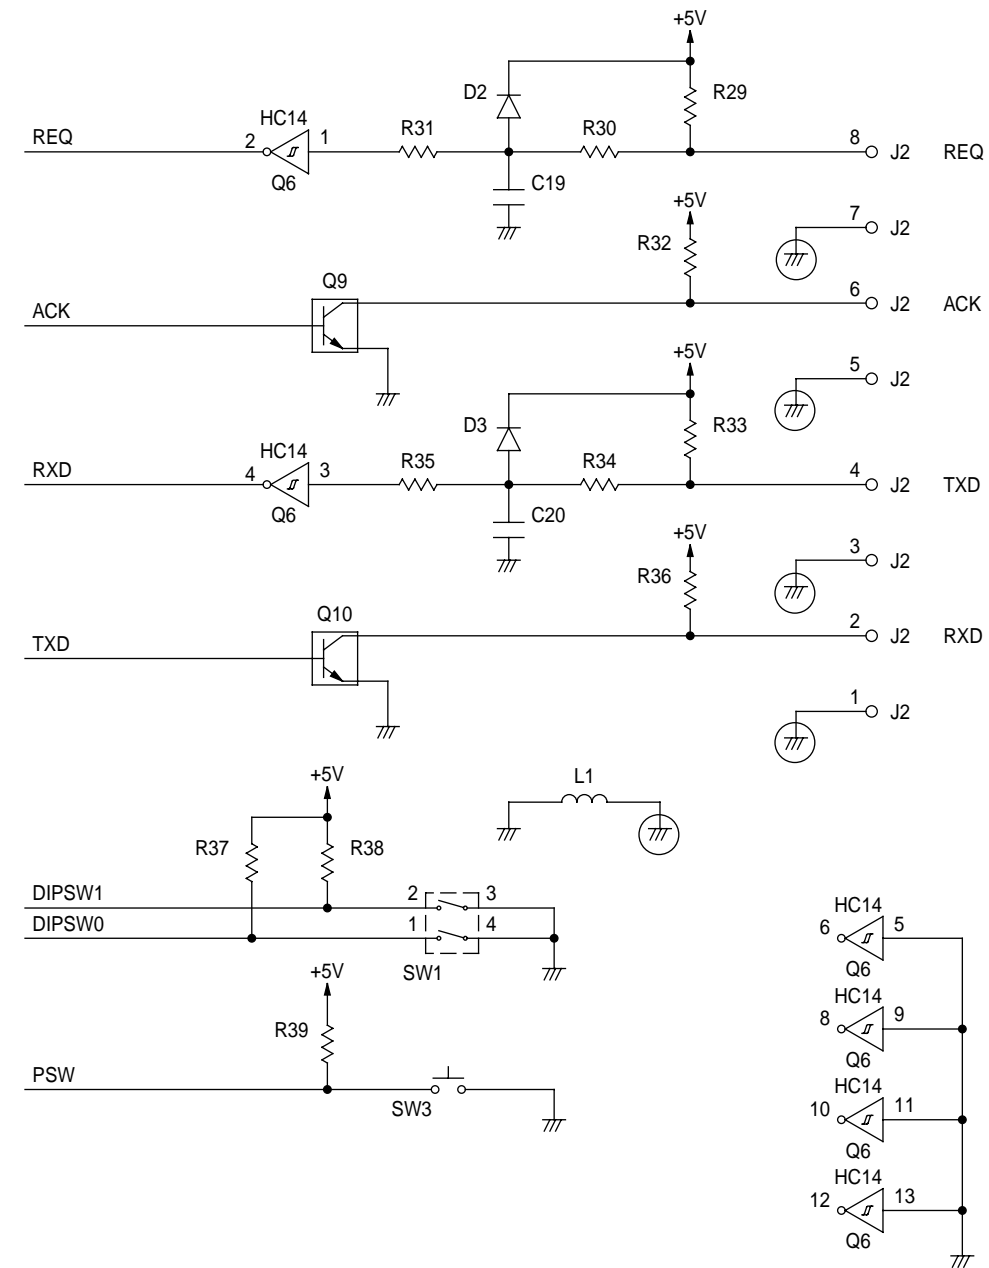 +5V
D2
R29
HC14
REQ
2
1
R31
R30
8
J2
REQ
Q6
C19
+5V
7
J2
R32
Q9
6
J2
ACK
ACK
+5V
5
J2
D3
R33
HC14
RXD
4
3
R35
R34
4
J2
TXD
Q6
C20
+5V
3
J2
R36
Q10
2
J2
RXD
TXD
1
J2
+5V
L1
R37
R38
DIPSW1
2
3
DIPSW0
1
4
SW1
+5V
R39
PSW
SW3
HC14
6
5
Q6
HC14
8
9
Q6
HC14
10
11
Q6
HC14
12
13
Q6